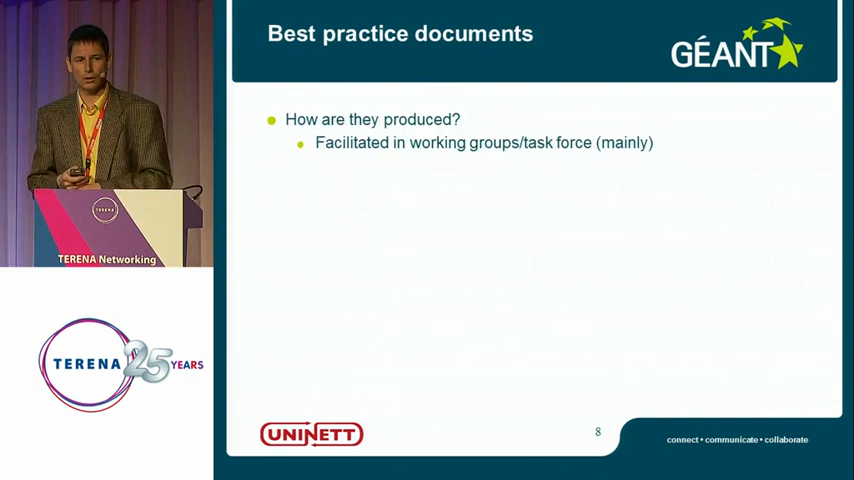 Best practice documents
GÉANT
How are they produced?
Facilitated in working groups/task force (mainly)
TERENA
TERENA Networking
TERENA 25 YEARS
UNINETT
8
connect • communicate • collaborate